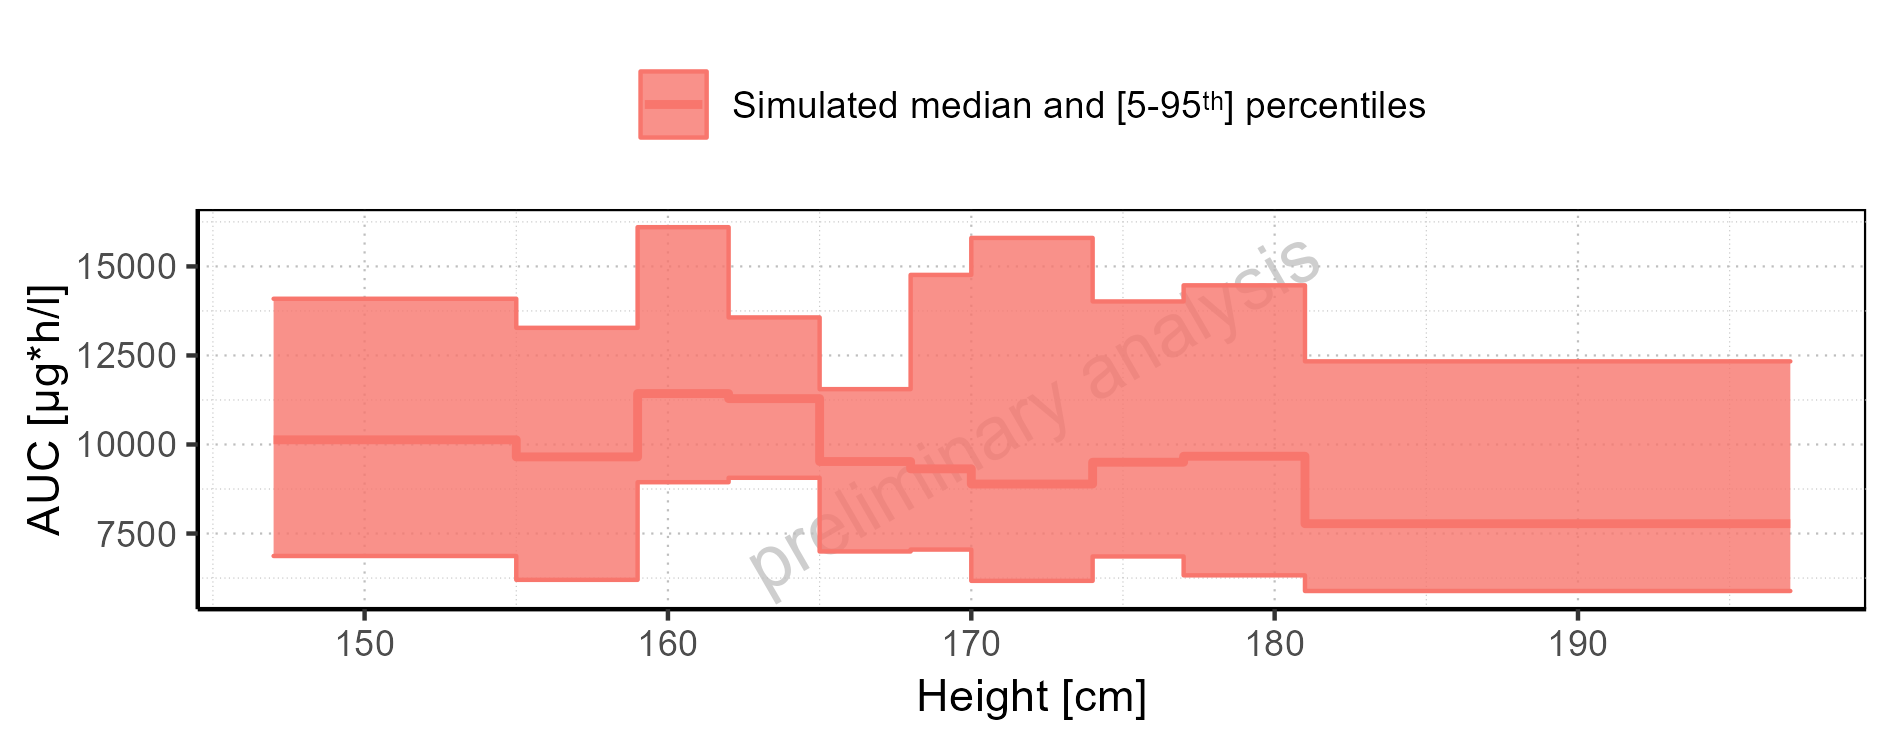 Simulated median and [5-95th] percentiles
15000
12500
10000
7500
AUC [µg*h/l]
preliminary analysis
150 160 170 180 190
Height [cm]